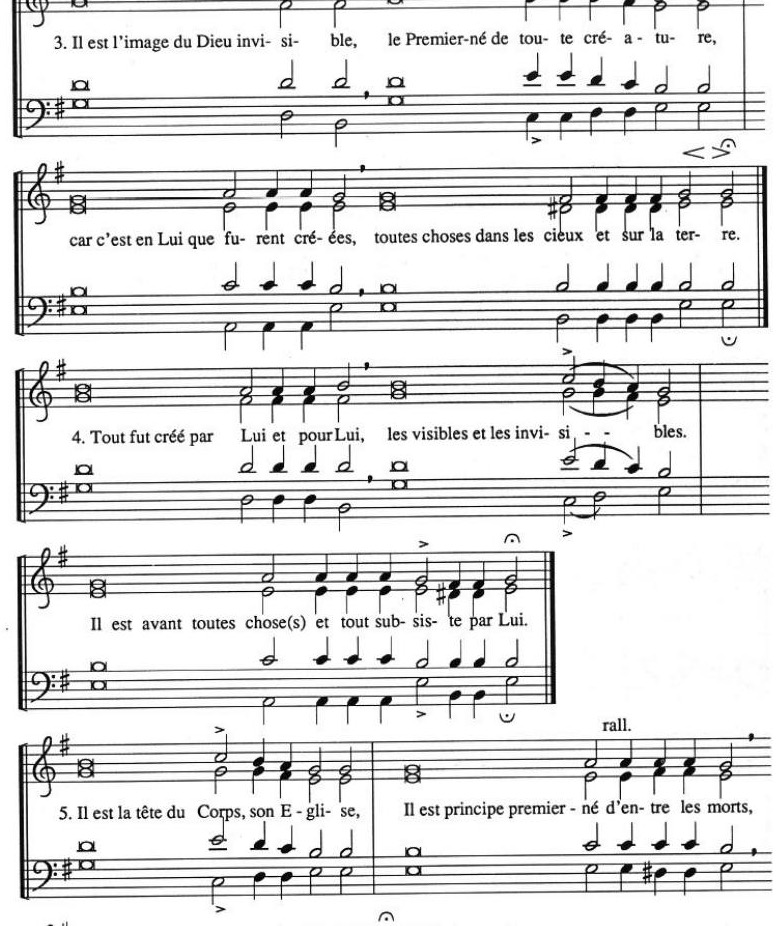 3. Il est l'image du Dieu invi- si- ble, le Premier-né de tou- te cré- a - tu- re,
car c'est en Lui que fu- rent cré- ées, toutes choses dans les cieux et sur la ter- re.
4. Tout fut créé par Lui et pour Lui, les visibles et les invi- si - - bles.
Il est avant toutes chose(s) et tout sub- sis- te par Lui.
rall.
5. Il est la tête du Corps, son E - gli- se, Il est principe premier - né d'en- tre les morts,